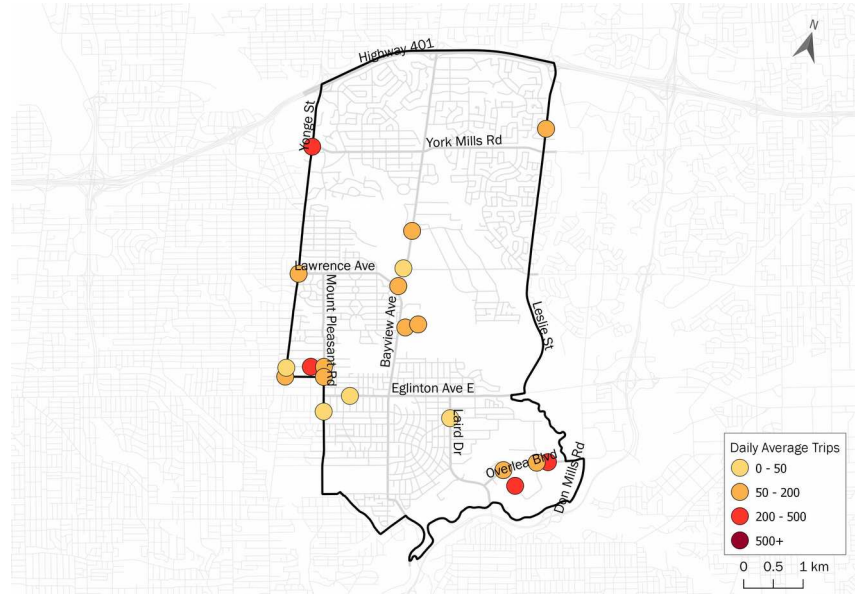 N
Highway 401
Yonge St
York Mills Rd
Lawrence Ave
Mount Pleasant Rd
Bayview Ave
Leslie St
Eglinton Ave E
Laird Dr
Overlea Blvd
Don Mills Rd
Daily Average Trips
0 - 50
50 - 200
200 - 500
500+
0 0.5 1 km